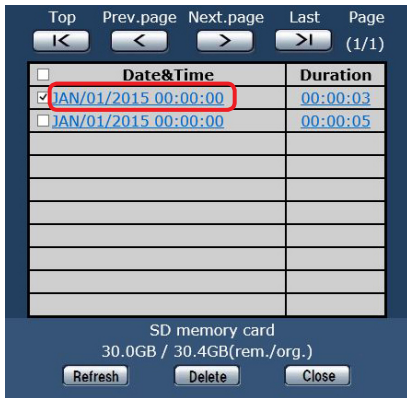 Top Prev.page Next.page Last Page
(1/1)
Date&Time Duration
JAN/01/2015 00:00:00 00:00:03
JAN/01/2015 00:00:00 00:00:05
SD memory card
30.0GB / 30.4GB(rem./org.)
Refresh Delete Close